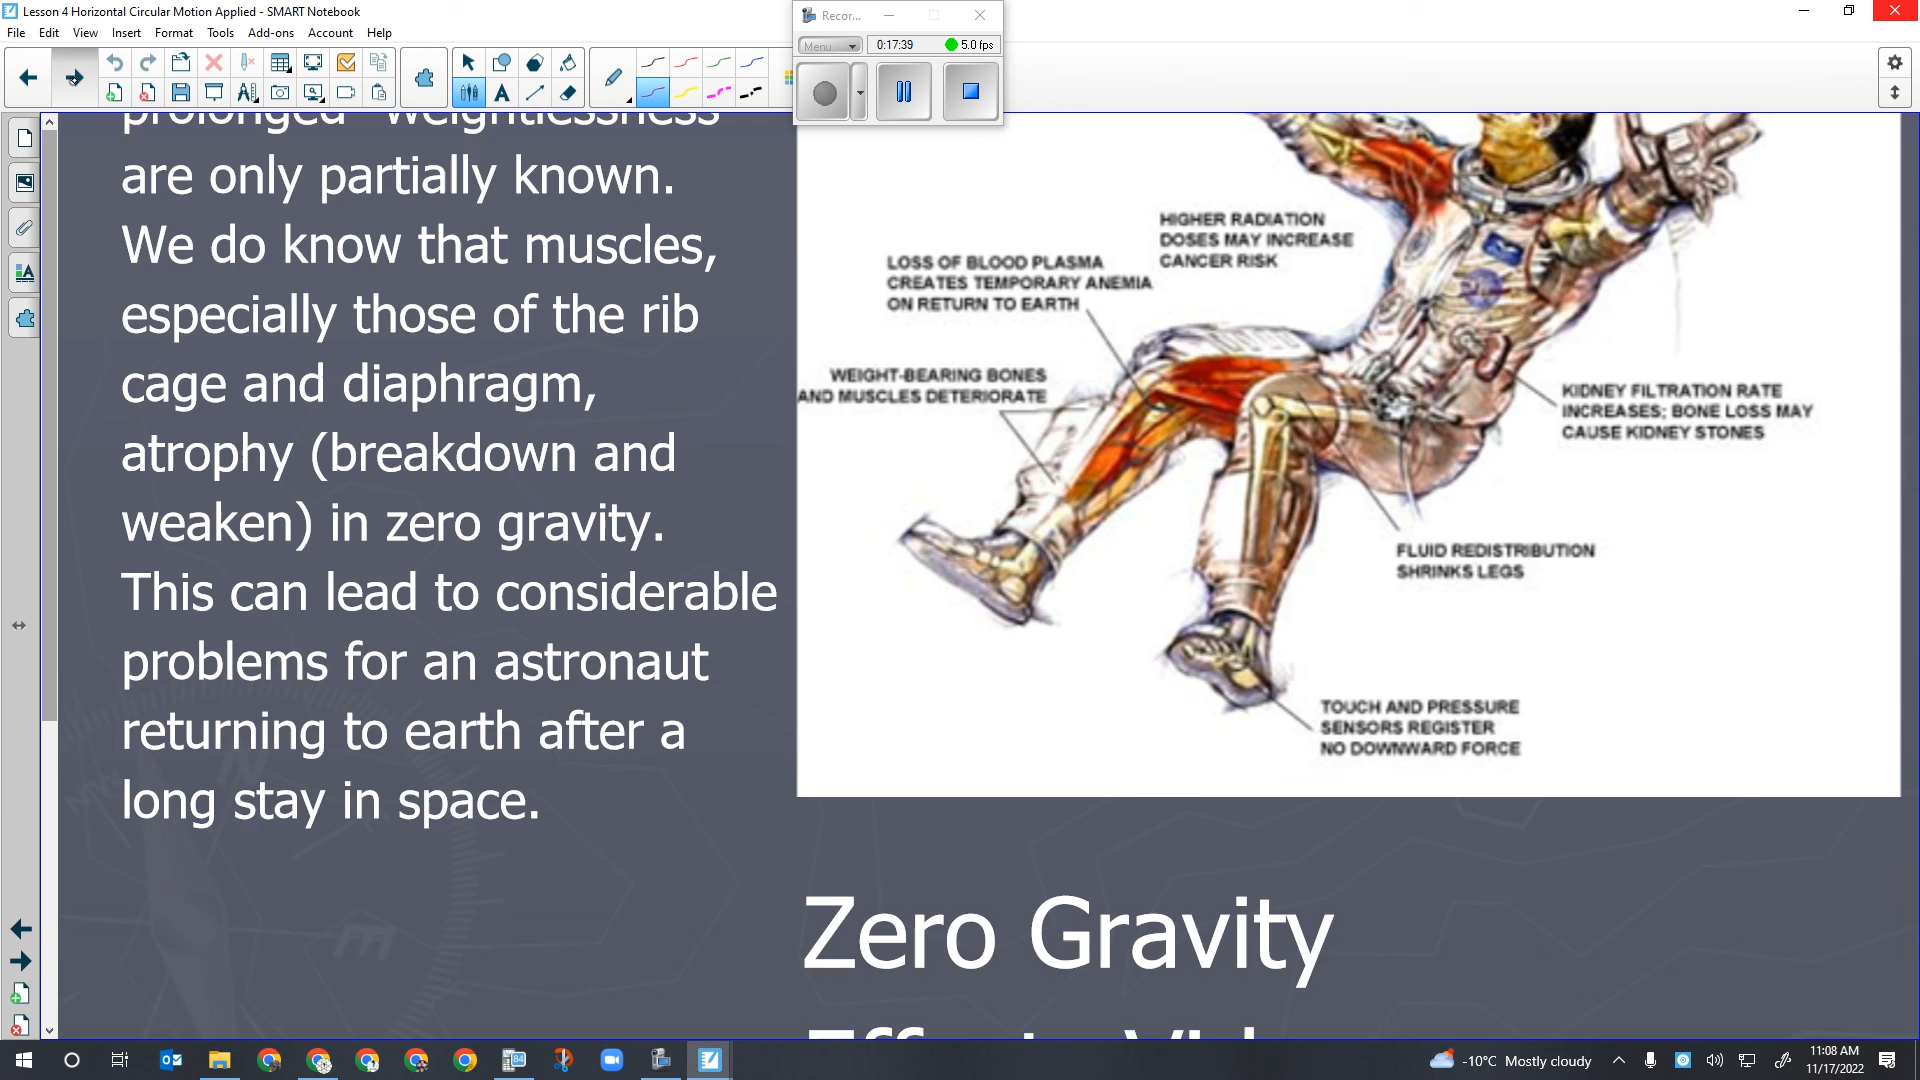 Lesson 4 Horizontal Circular Motion Applied - SMART Notebook
Recor...
File Edit View Insert Format Tools Add-ons Account Help
Menu 0:17:39 5.0 fps
prolonged "weightlessness"
are only partially known.
We do know that muscles,
especially those of the rib
cage and diaphragm,
atrophy (breakdown and
weaken) in zero gravity.
This can lead to considerable
problems for an astronaut
returning to earth after a
long stay in space.
HIGHER RADIATION
DOSES MAY INCREASE
CANCER RISK
LOSS OF BLOOD PLASMA
CREATES TEMPORARY ANEMIA
ON RETURN TO EARTH
WEIGHT-BEARING BONES
AND MUSCLES DETERIORATE
KIDNEY FILTRATION RATE
INCREASES; BONE LOSS MAY
CAUSE KIDNEY STONES
FLUID REDISTRIBUTION
SHRINKS LEGS
TOUCH AND PRESSURE
SENSORS REGISTER
NO DOWNWARD FORCE
Zero Gravity
-10°C Mostly cloudy
11:08 AM
11/17/2022